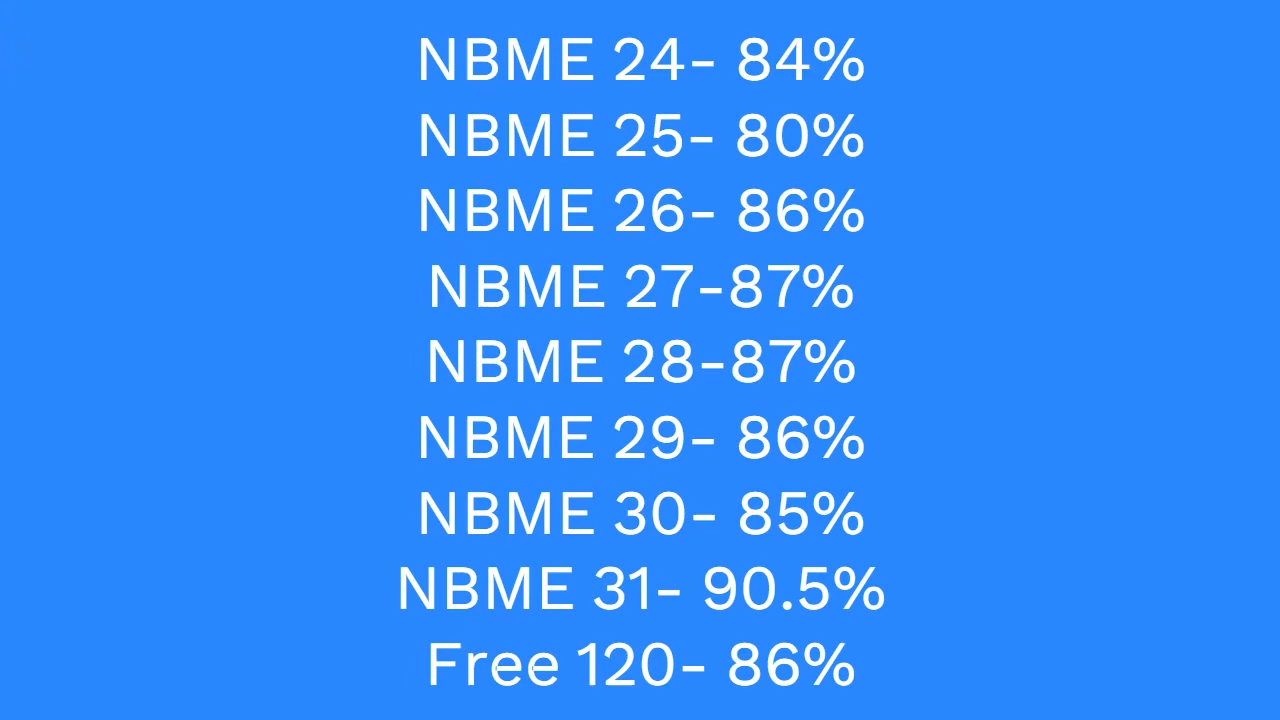 NBME 24- 84%
NBME 25- 80%
NBME 26- 86%
NBME 27-87%
NBME 28-87%
NBME 29- 86%
NBME 30- 85%
NBME 31- 90.5%
Free 120- 86%